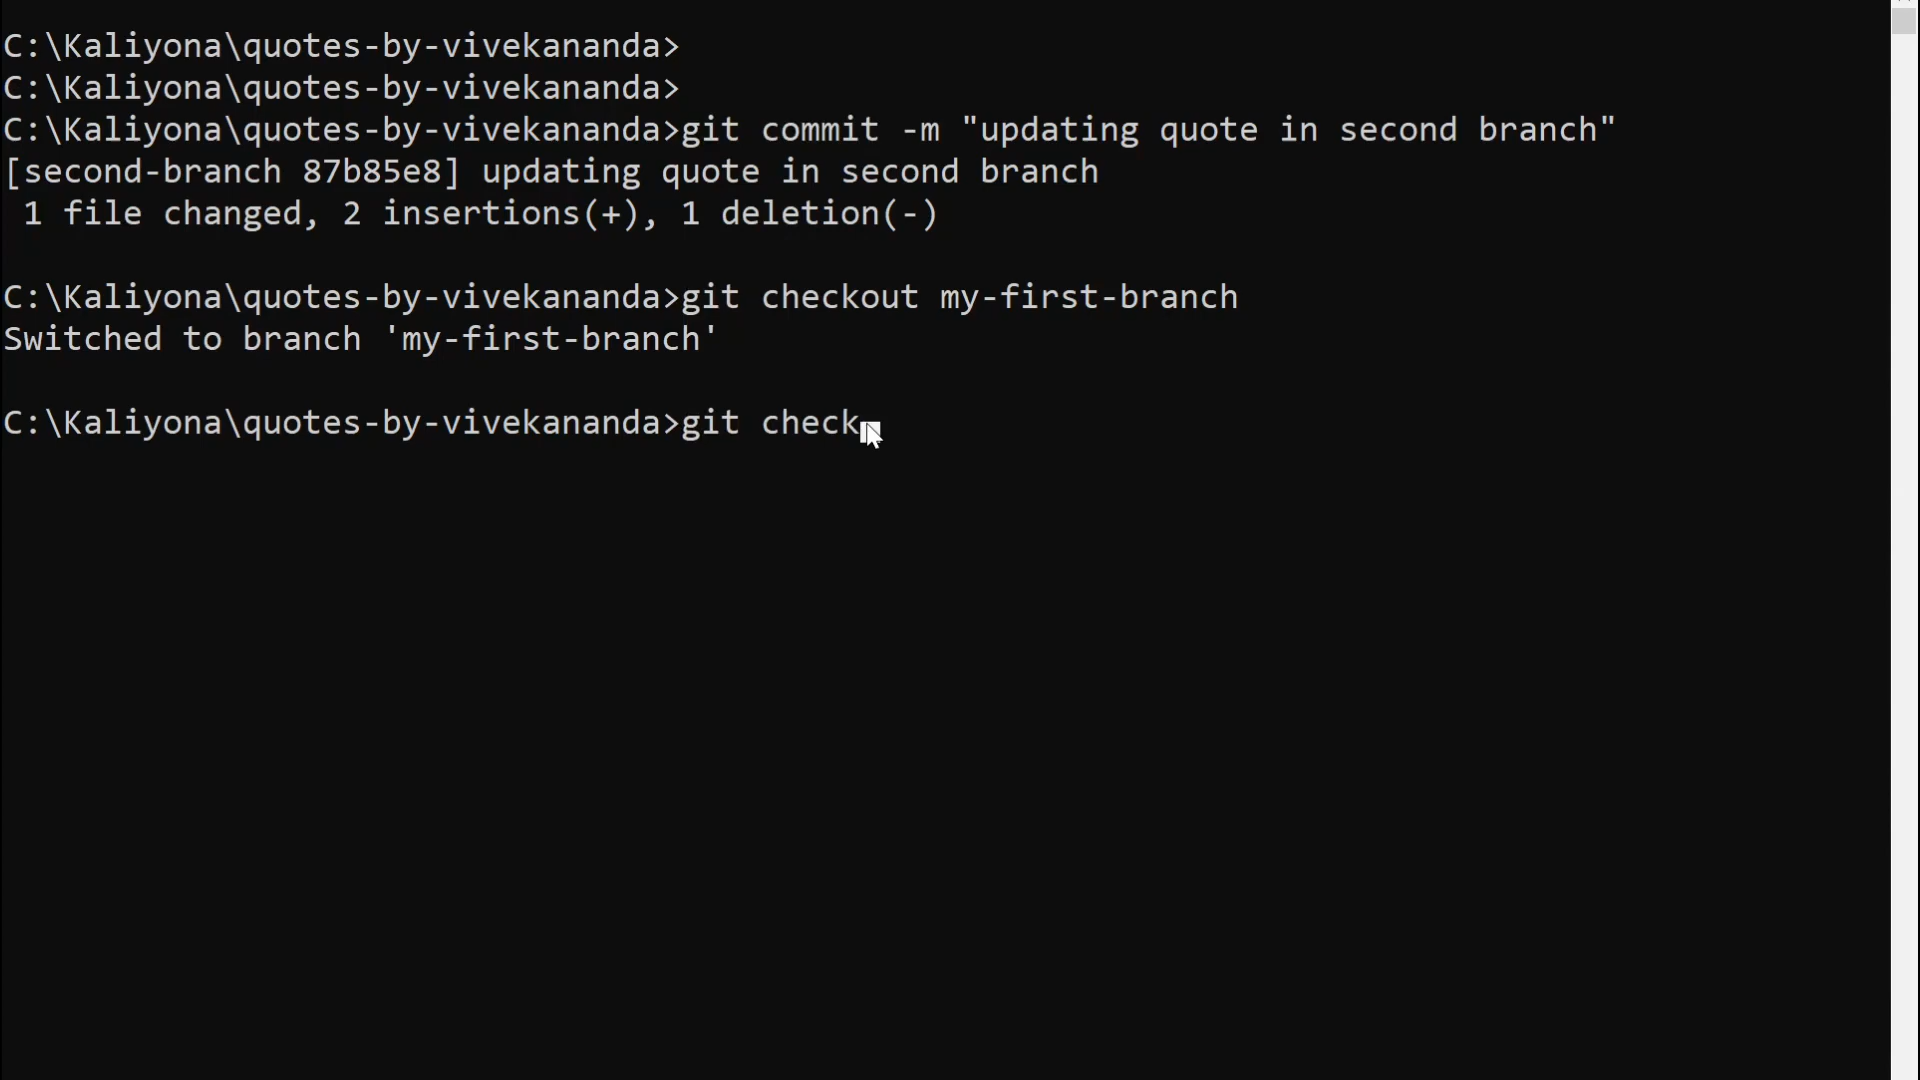 C:\Kaliyona\quotes-by-vivekananda>
C:\Kaliyona\quotes-by-vivekananda>
C:\Kaliyona\quotes-by-vivekananda>git commit -m "updating quote in second branch"
[second-branch 87b85e8] updating quote in second branch
 1 file changed, 2 insertions(+), 1 deletion(-)
C:\Kaliyona\quotes-by-vivekananda>git checkout my-first-branch
Switched to branch 'my-first-branch'
C:\Kaliyona\quotes-by-vivekananda>git check